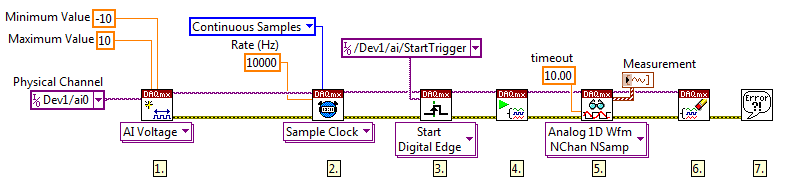 Minimum Value -10
Maximum Value 10
Physical Channel
Dev1/ai0
DAQmx
AI Voltage
1.
Continuous Samples
Rate (Hz)
10000
DAQmx
Sample Clock
2.
/Dev1/ai/StartTrigger
DAQmx
Start
Digital Edge
3.
DAQmx
4.
timeout
10.00
DAQmx
Measurement
Analog 1D Wfm
NChan NSamp
5.
DAQmx
6.
Error
?!
7.